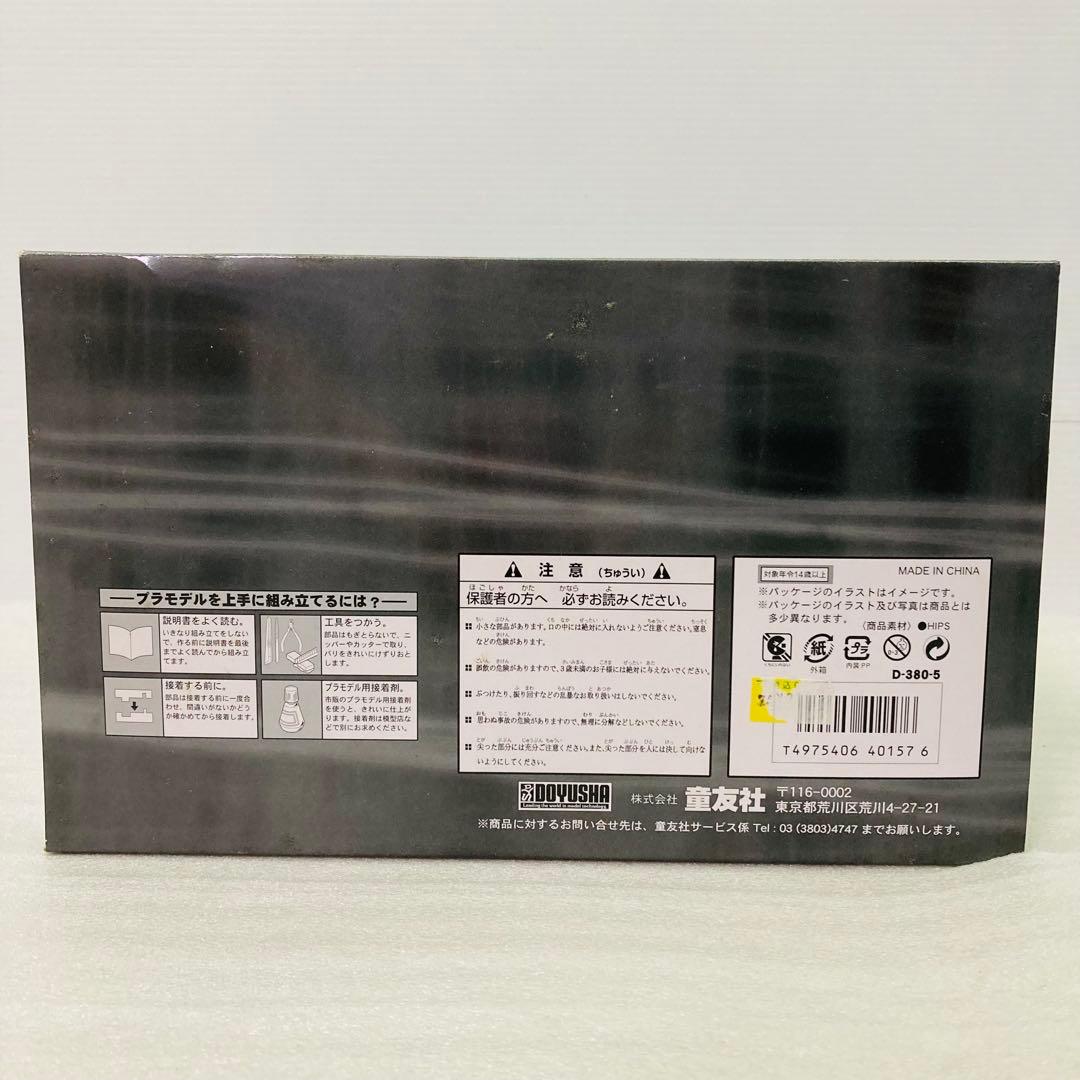 プラモデルを上手に組み立てるには？
説明書をよく読む。
いきなり組み立てをしない
で、作る前に説明書を最後
までよく読んでから組み立
てます。
工具をつかう。
部品はもぎとらないで、ニ
ッパーやカッターで取り、
バリをきれいにけずりおと
します。
接着する前に。
部品は接着する前に一度合
わせ、間違いがないかどう
か確かめてから接着します。
プラモデル用接着剤。
市販のプラモデル用接着剤
を使うと、きれいに仕上が
ります。接着剤は模型店な
どで別にお求めください。
注意 (ちゅうい)
ほごしゃ かた かなら よ
保護者の方へ 必ずお読みください。
小さな部品があります。口の中には絶対に入れないようご注意ください。窒息
などの危険があります。
誤飲の危険がありますので、3歳未満のお子様には絶対に与えないでください。
ぶつけたり、振り回すなどの乱暴なお取り扱いはしないでください。
思わぬ事故の危険がありますので、無理に分解などしないでください。
尖った部分には充分ご注意ください。また、尖った部分を人には決して向けな
いようにしてください。
対象年令14歳以上
MADE IN CHINA
※パッケージのイラストはイメージです。
※パッケージのイラスト及び写真は商品とは
多少異なります。
〈商品素材〉●HIPS
紙
外箱
プラ
内装PP
0-3
D-380-5
T4975406 401576
DOYUSHA
Leading the world in model technology.
株式会社 童友社
〒116-0002
東京都荒川区荒川4-27-21
※商品に対するお問い合せ先は、童友社サービス係 Tel : 03 (3803)4747 までお願いします。